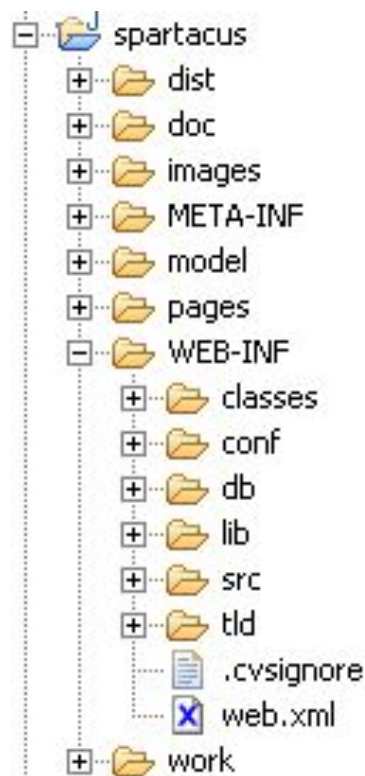 spartacus
dist
doc
images
META-INF
model
pages
WEB-INF
classes
conf
db
lib
src
tld
.cvsignore
web.xml
work